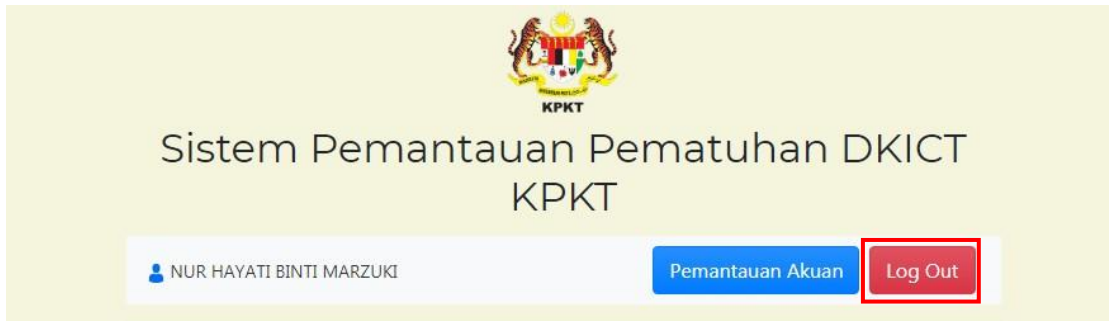 KPKT
Sistem Pemantauan Pematuhan DKICT
KPKT
NUR HAYATI BINTI MARZUKI
Pemantauan Akuan
Log Out